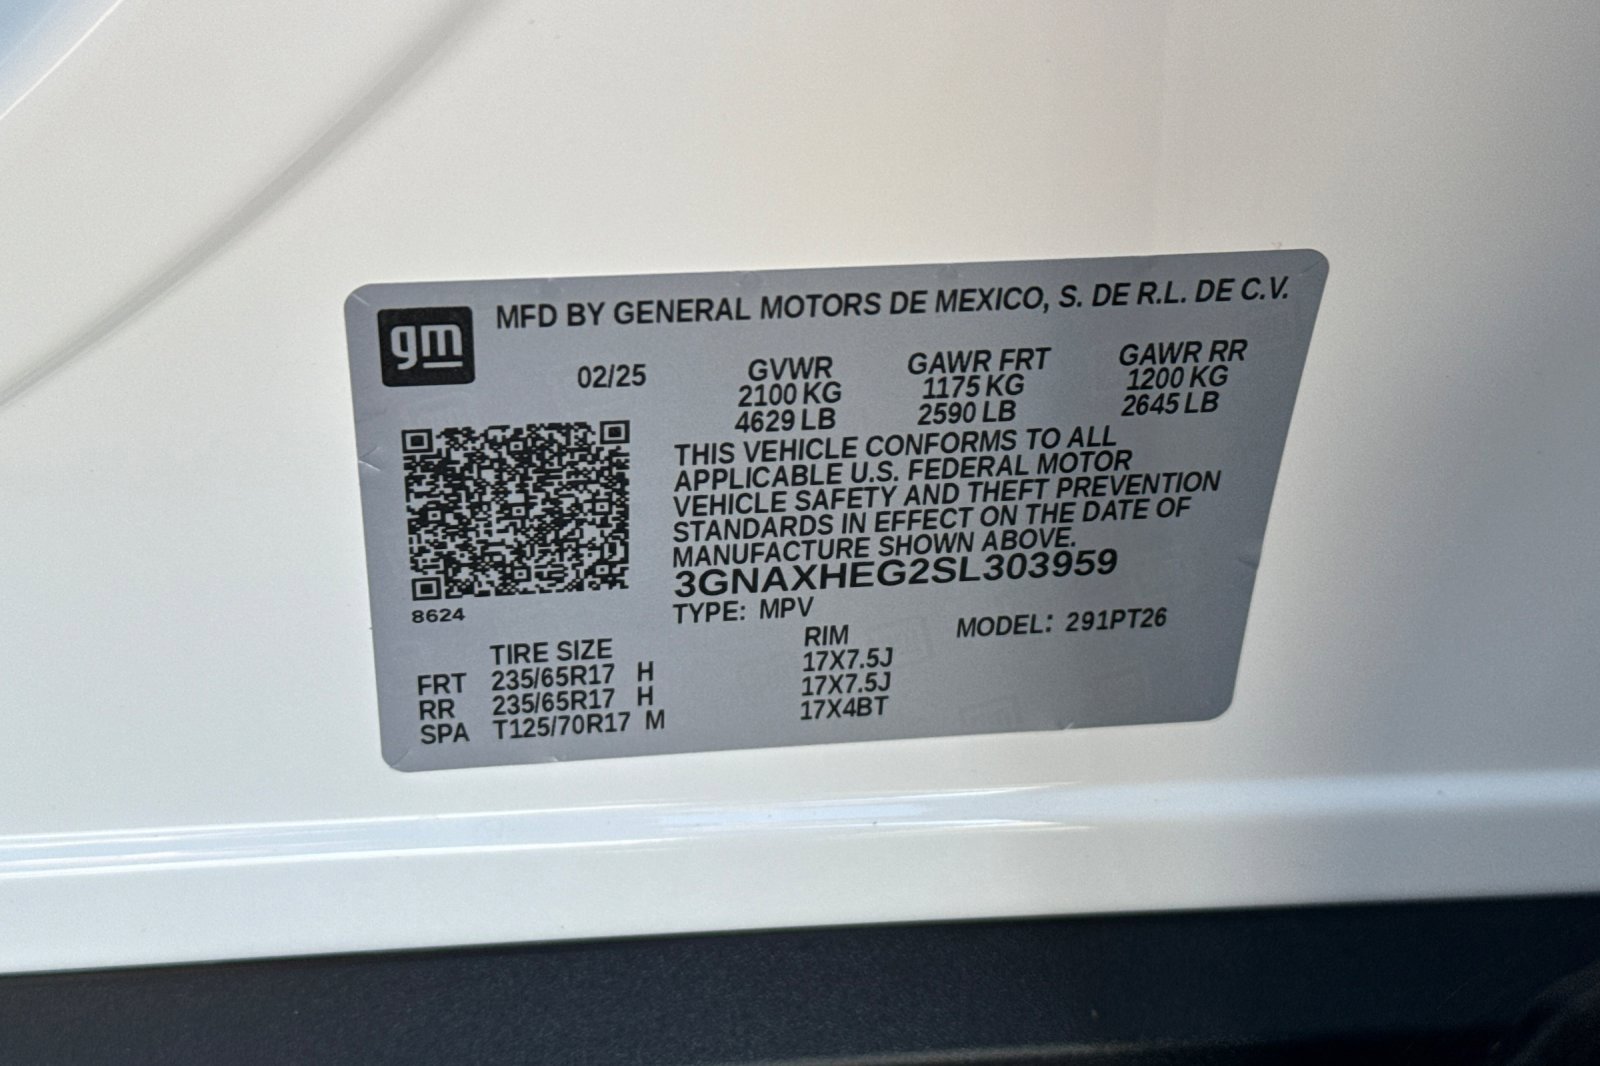 gm
MFD BY GENERAL MOTORS DE MEXICO, S. DE R.L. DE C.V.
02/25 GVWR GAWR FRT GAWR RR
2100 KG 1175 KG 1200 KG
4629 LB 2590 LB 2645 LB
THIS VEHICLE CONFORMS TO ALL
APPLICABLE U.S. FEDERAL MOTOR
VEHICLE SAFETY AND THEFT PREVENTION
STANDARDS IN EFFECT ON THE DATE OF
MANUFACTURE SHOWN ABOVE.
3GNAXHEG2SL303959
8624
TYPE: MPV MODEL: 291PT26
TIRE SIZE RIM
FRT 235/65R17 H 17X7.5J
RR 235/65R17 H 17X7.5J
SPA T125/70R17 M 17X4BT